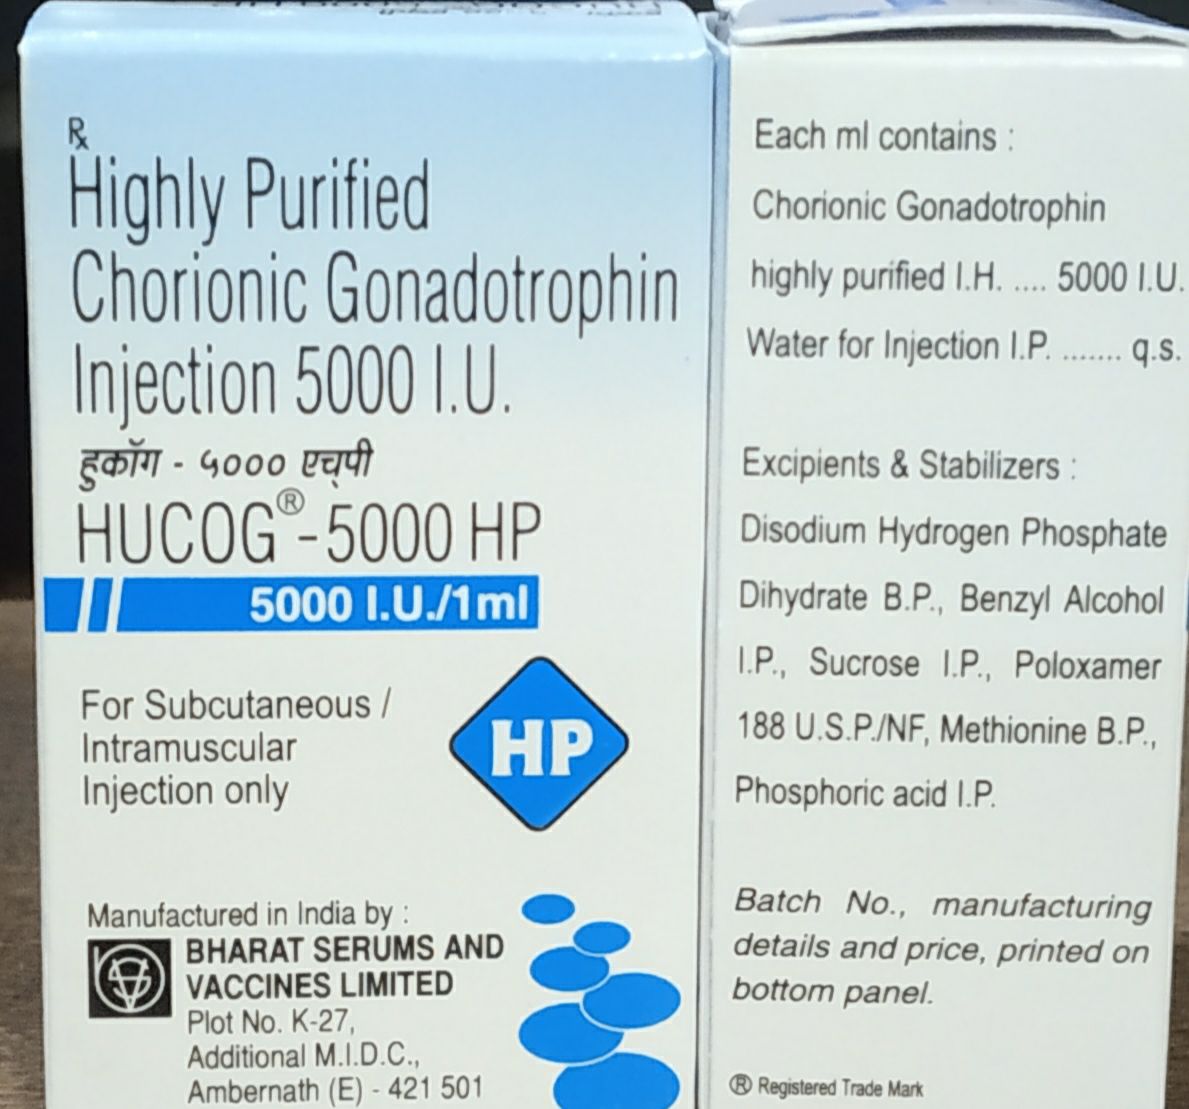 Rx
Highly Purified
Chorionic Gonadotrophin
Injection 5000 I.U.
हुकॉग - ५००० एच्पी
HUCOG®-5000 HP
5000 I.U./1ml
For Subcutaneous /
Intramuscular
Injection only
HP
Manufactured in India by :
BHARAT SERUMS AND
VACCINES LIMITED
Plot No. K-27,
Additional M.I.D.C.,
Ambernath (E) - 421 501
Each ml contains :
Chorionic Gonadotrophin
highly purified I.H. .... 5000 I.U.
Water for Injection I.P. ....... q.s.
Excipients & Stabilizers :
Disodium Hydrogen Phosphate
Dihydrate B.P., Benzyl Alcohol
I.P., Sucrose I.P., Poloxamer
188 U.S.P./NF, Methionine B.P.,
Phosphoric acid I.P.
Batch No., manufacturing
details and price, printed on
bottom panel.
® Registered Trade Mark